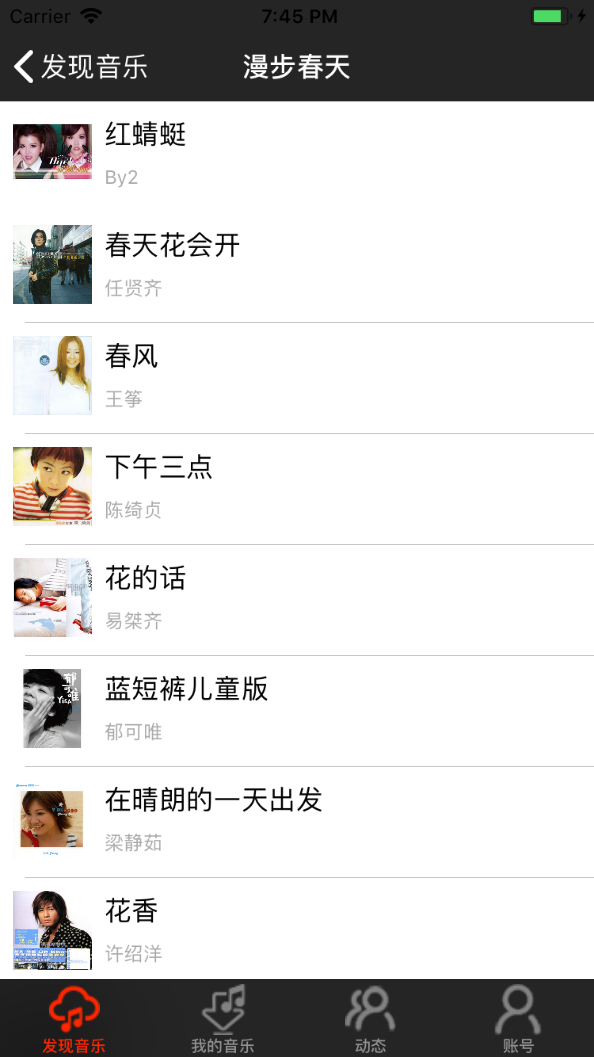 Carrier 7:45 PM
发现音乐 漫步春天
红蜻蜓
By2
春天花会开
任贤齐
春风
王筝
下午三点
陈绮贞
花的话
易桀齐
郁可唯
蓝短裤儿童版
郁可唯
在晴朗的一天出发
梁静茹
花香
许绍洋
发现音乐 我的音乐 动态 账号